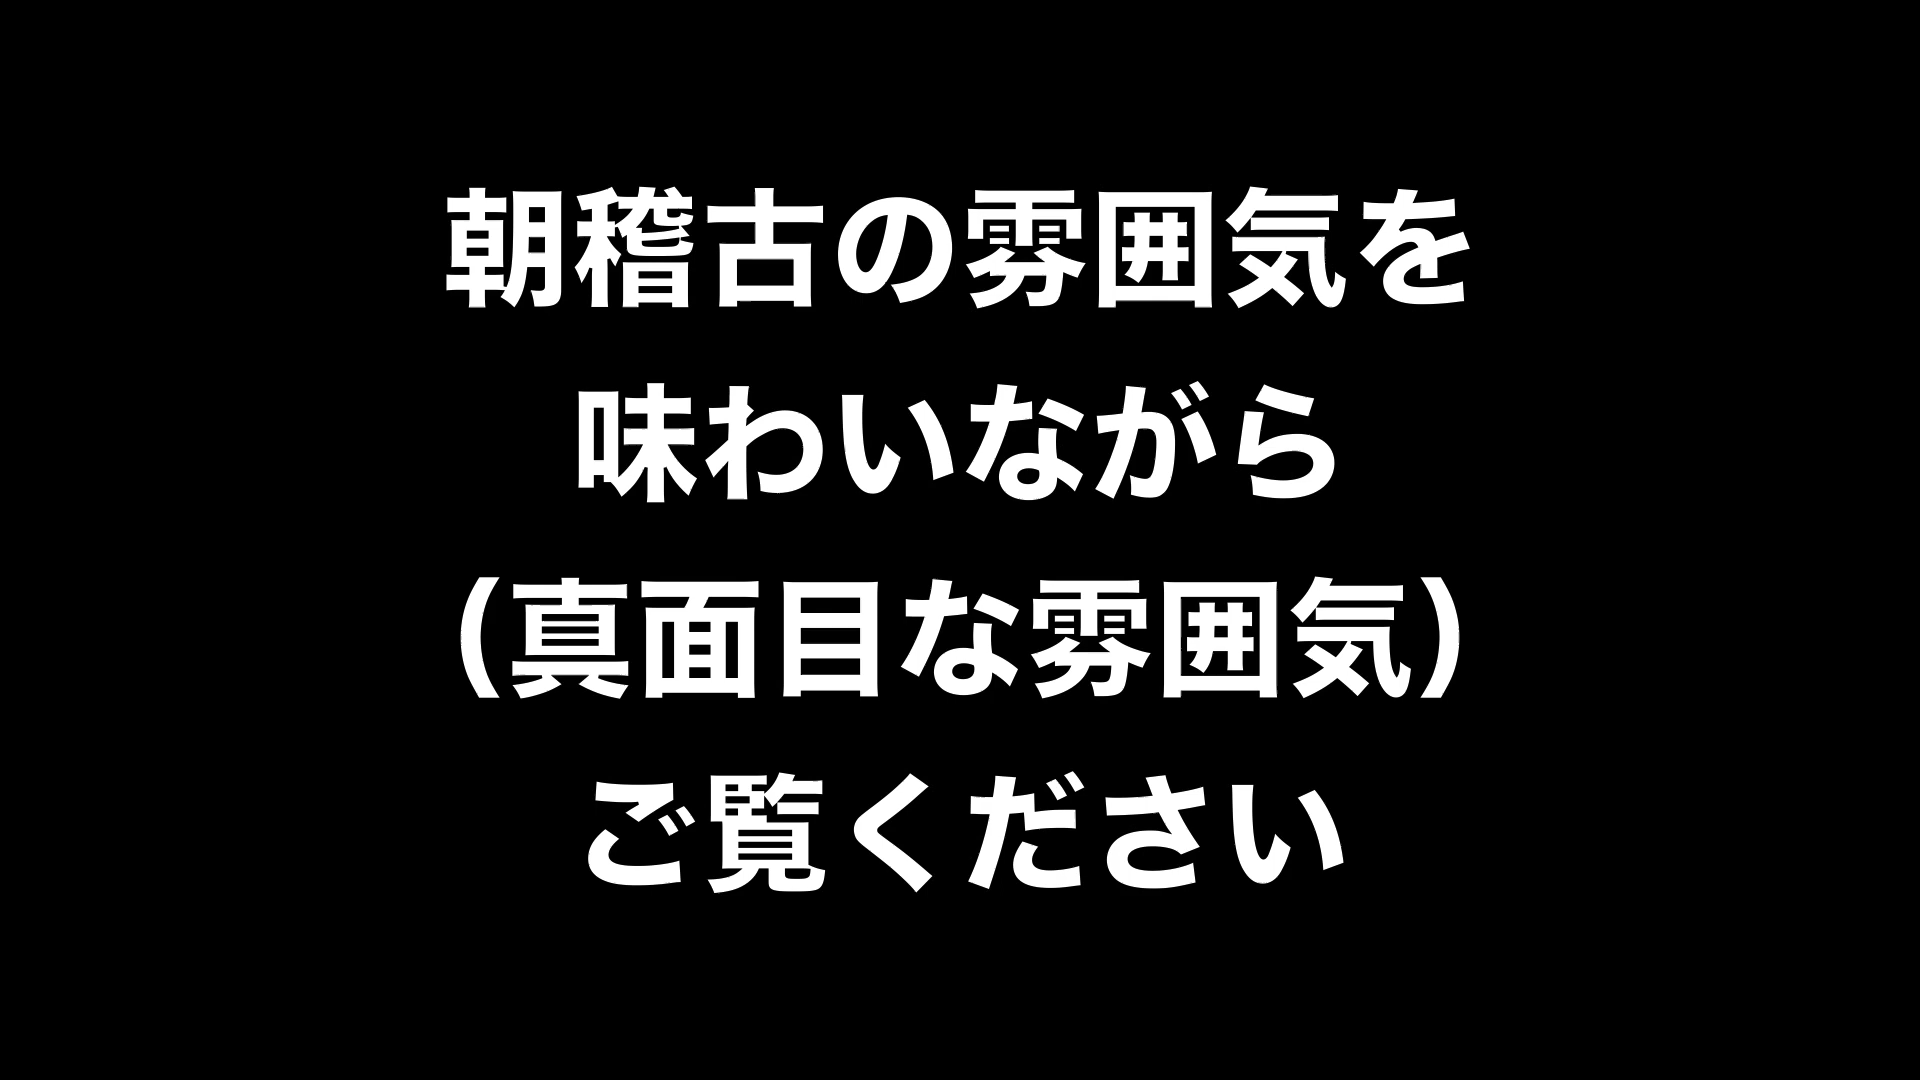 朝稽古の雰囲気を
味わいながら
(真面目な雰囲気)
ご覧ください